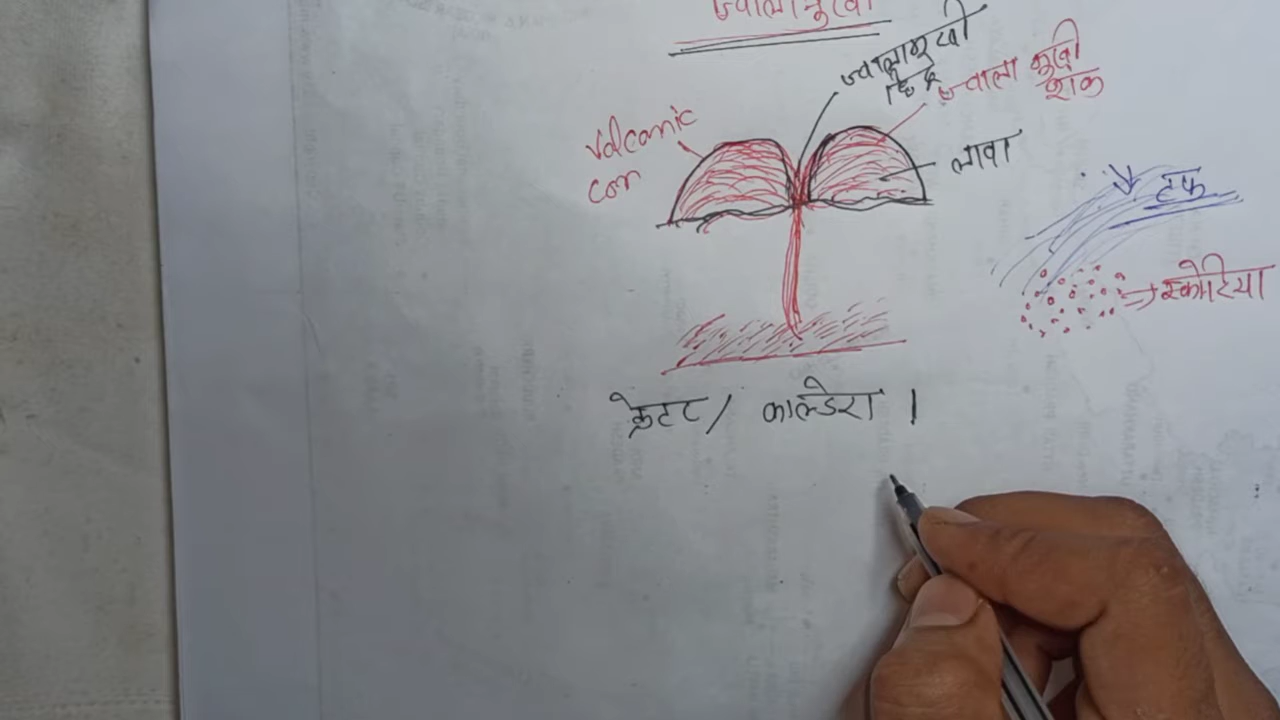 ज्वालामुखी
ज्वालामुखी
छिद्र
ज्वाला मुखी
शंकु
Volcanic
con
लावा
टफ
स्कोरिया
क्रेटर / काल्डेरा ।